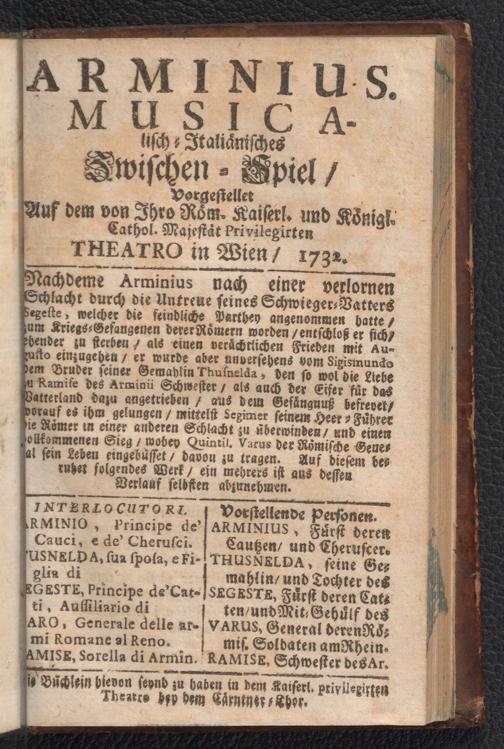 ARMINIUS.
MUSICA-
lisch-Italiänisches
Zwischen-Spiel /
Vorgestellet
Auf dem von Ihro Röm. Kaiserl. und Königl.
Cathol. Majestät Privilegirten
THEATRO in Wien / 1732.
Nachdeme Arminius nach einer verlornen
Schlacht durch die Untreue seines Schwieger-Vatters
Segeste, welcher die feindliche Parthey angenommen hatte /
zum Kriegs-Gefangenen derer Römern worden / entschloß er sich /
ehender zu sterben / als einen verächtlichen Frieden mit Au-
gusto einzugehen / er wurde aber unversehens vom Sigismundo
dem Bruder seiner Gemahlin Thusnelda, den so wol die Liebe
zu Ramise des Arminii Schwester / als auch der Eifer für das
Vatterland dazu angetrieben / aus dem Gefängnuß befreyet /
worauf es ihm gelungen / mittelst Segimer seinem Heer-Führer
die Römer in einer anderen Schlacht zu überwinden / und einen
vollkommenen Sieg / wobey Quintil. Varus der Römische Gene-
al sein Leben eingebüsset / davon zu tragen. Auf diesem be-
ruhet folgendes Werk / ein mehrers ist aus dessen
Verlauf selbsten abzunehmen.
INTERLOCUTORI.
ARMINIO, Principe de'
Cauci, e de' Cherusci.
TUSNELDA, sua sposa, e Fi-
glia di
EGESTE, Principe de' Cat-
ti, Aussiliario di
ARO, Generale delle ar-
mi Romane al Reno.
AMISE, Sorella di Armin.
Vorstellende Personen.
ARMINIUS, Fürst deren
Cautzen / und Cheruscer.
THUSNELDA, seine Ge-
mahlin / und Tochter des
SEGESTE, Fürst deren Cat-
ten / und Mit-Gehülf des
VARUS, General deren Rö-
mis. Soldaten am Rhein.
RAMISE, Schwester des Ar.
Die Büchlein hievon seynd zu haben in dem Kaiserl. privilegirten
Theatro bey dem Cärntner-Thor.